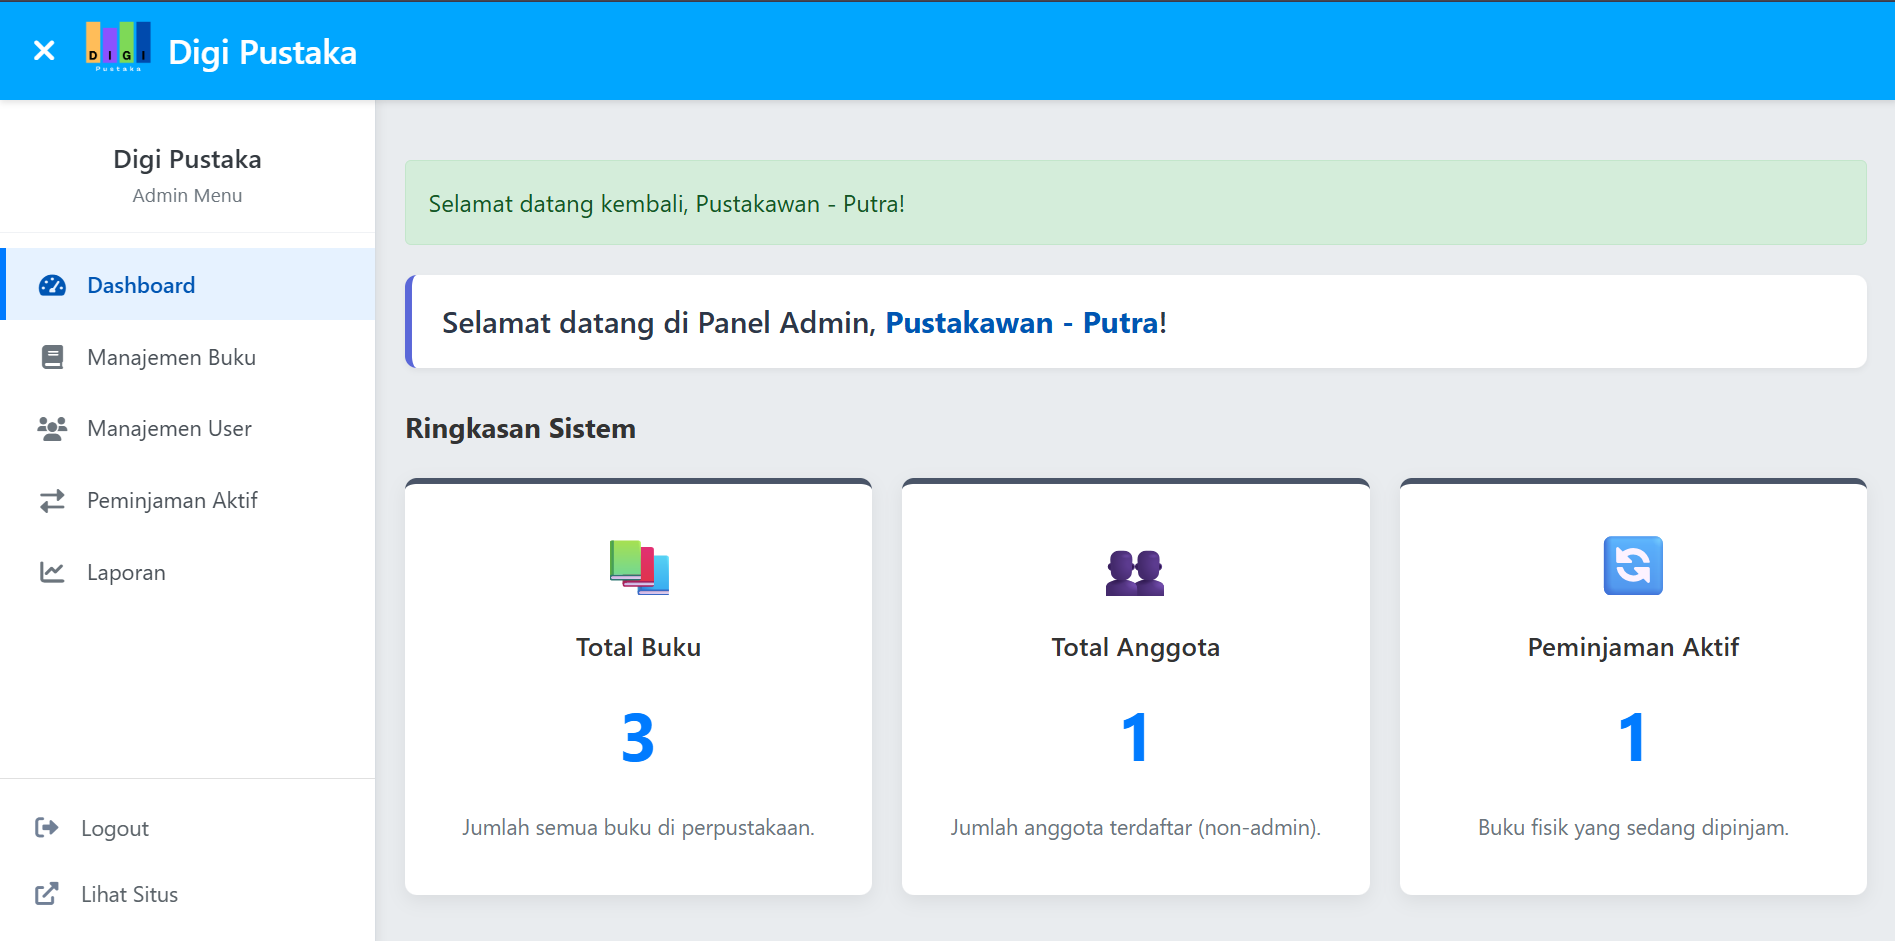 DIGI
Pustaka
Digi Pustaka
Digi Pustaka
Admin Menu
Dashboard
Manajemen Buku
Manajemen User
Peminjaman Aktif
Laporan
Logout
Lihat Situs
Selamat datang kembali, Pustakawan - Putra!
Selamat datang di Panel Admin, Pustakawan - Putra!
Ringkasan Sistem
Total Buku
3
Jumlah semua buku di perpustakaan.
Total Anggota
1
Jumlah anggota terdaftar (non-admin).
Peminjaman Aktif
1
Buku fisik yang sedang dipinjam.